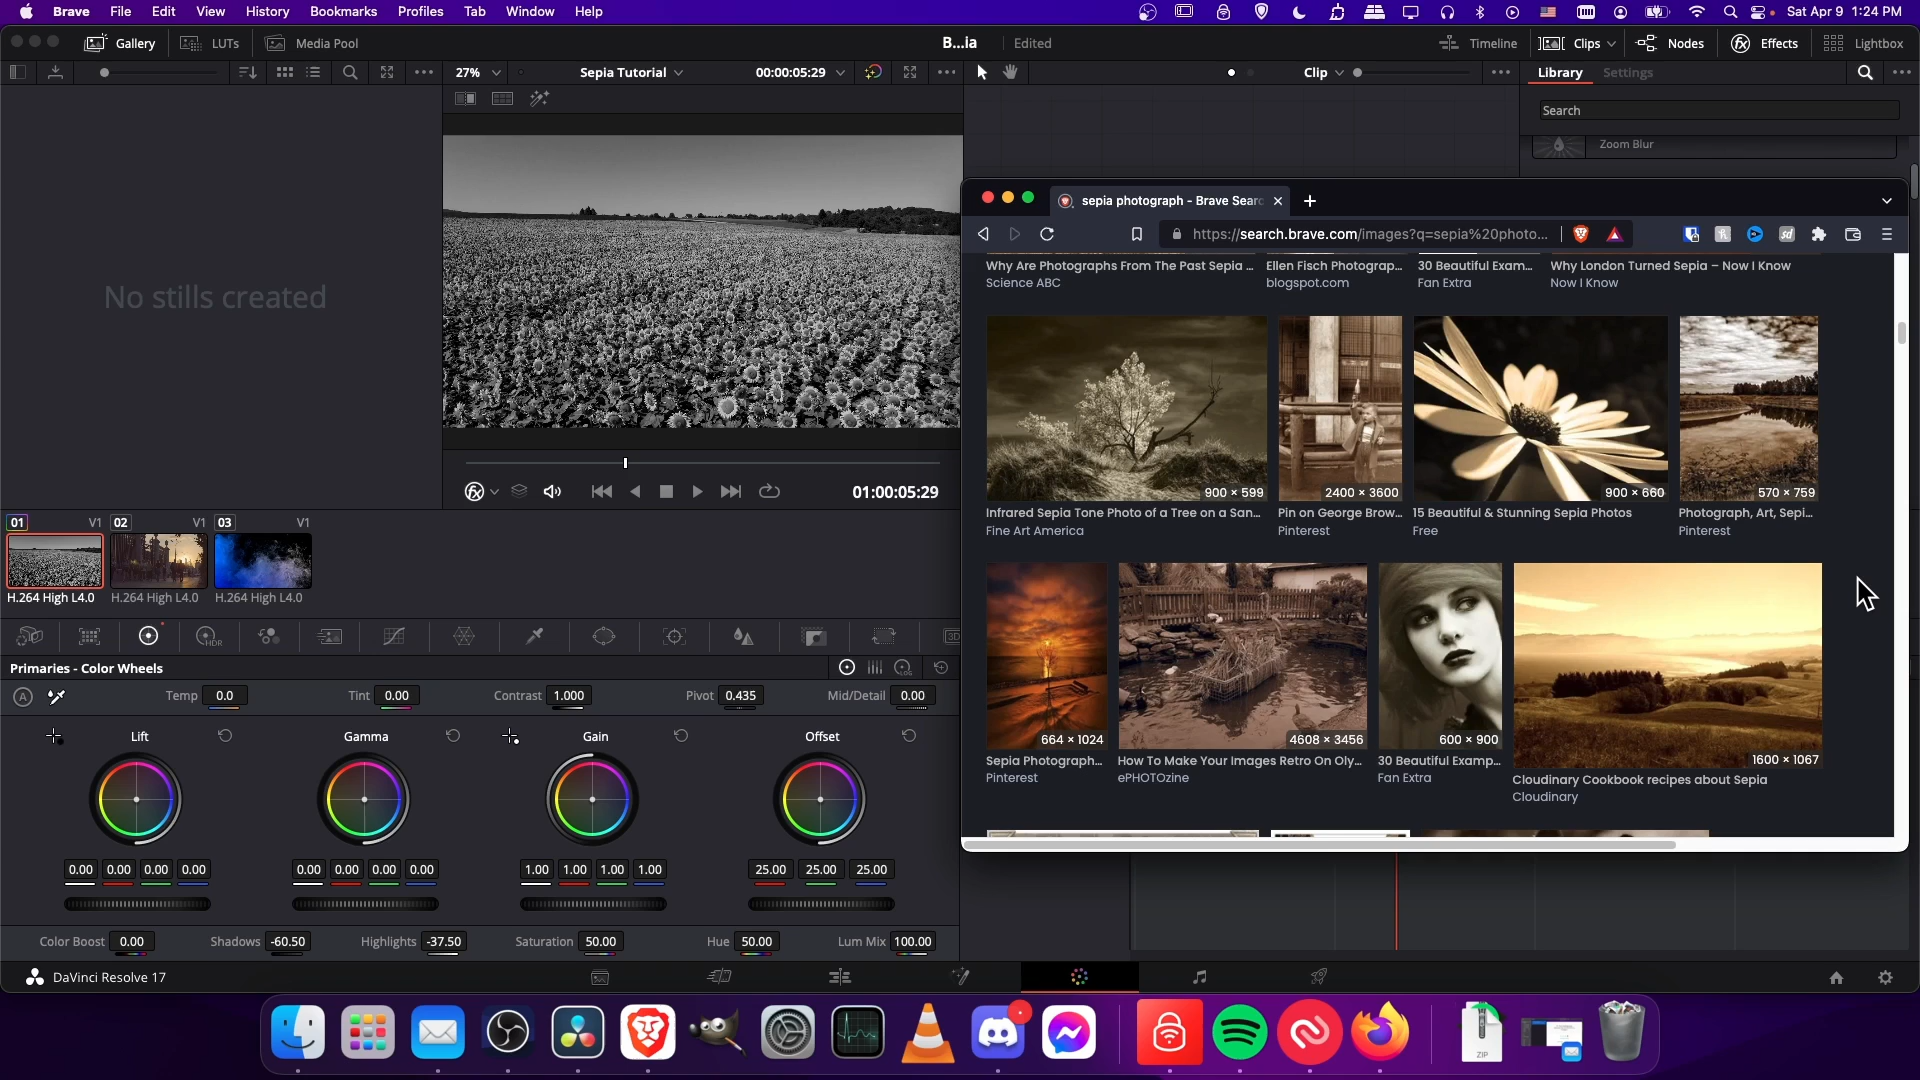 Brave File Edit View History Bookmarks Profiles Tab Window Help Sat Apr 9 1:24 PM
Gallery LUTs Media Pool B...ia Edited Timeline Clips Nodes Effects Lightbox
27% Sepia Tutorial 00:00:05:29 Clip Library Settings
Search
Zoom Blur
No stills created
01:00:05:29
sepia photograph - Brave Searc
https://search.brave.com/images?q=sepia%20photo...
Why Are Photographs From The Past Sepia ... Ellen Fisch Photograp... 30 Beautiful Exam... Why London Turned Sepia – Now I Know
Science ABC blogspot.com Fan Extra Now I Know
900 × 599 2400 × 3600 900 × 660 570 × 759
Infrared Sepia Tone Photo of a Tree on a San... Pin on George Brow... 15 Beautiful & Stunning Sepia Photos Photograph, Art, Sepi...
Fine Art America Pinterest Free Pinterest
664 × 1024 4608 × 3456 600 × 900 1600 × 1067
Sepia Photograph... How To Make Your Images Retro On Oly... 30 Beautiful Examp... Cloudinary Cookbook recipes about Sepia
Pinterest ePHOTOzine Fan Extra Cloudinary
01 V1 02 V1 03 V1
H.264 High L4.0 H.264 High L4.0 H.264 High L4.0
HDR 3D
Primaries - Color Wheels
A Temp 0.0 Tint 0.00 Contrast 1.000 Pivot 0.435 Mid/Detail 0.00
Lift Gamma Gain Offset
0.00 0.00 0.00 0.00 0.00 0.00 0.00 0.00 1.00 1.00 1.00 1.00 25.00 25.00 25.00
Color Boost 0.00 Shadows -60.50 Highlights -37.50 Saturation 50.00 Hue 50.00 Lum Mix 100.00
DaVinci Resolve 17
ZIP